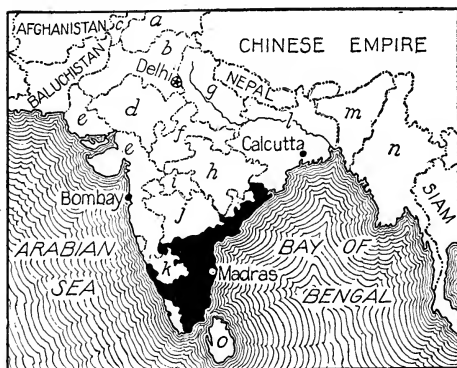 AFGHANISTAN
c
a
b
CHINESE EMPIRE
BALUCHISTAN
Delhi
g
NEPAL
e
d
f
l
m
n
e
Calcutta
h
SIAM
Bombay
j
ARABIAN
SEA
BAY OF
BENGAL
k
Madras
o